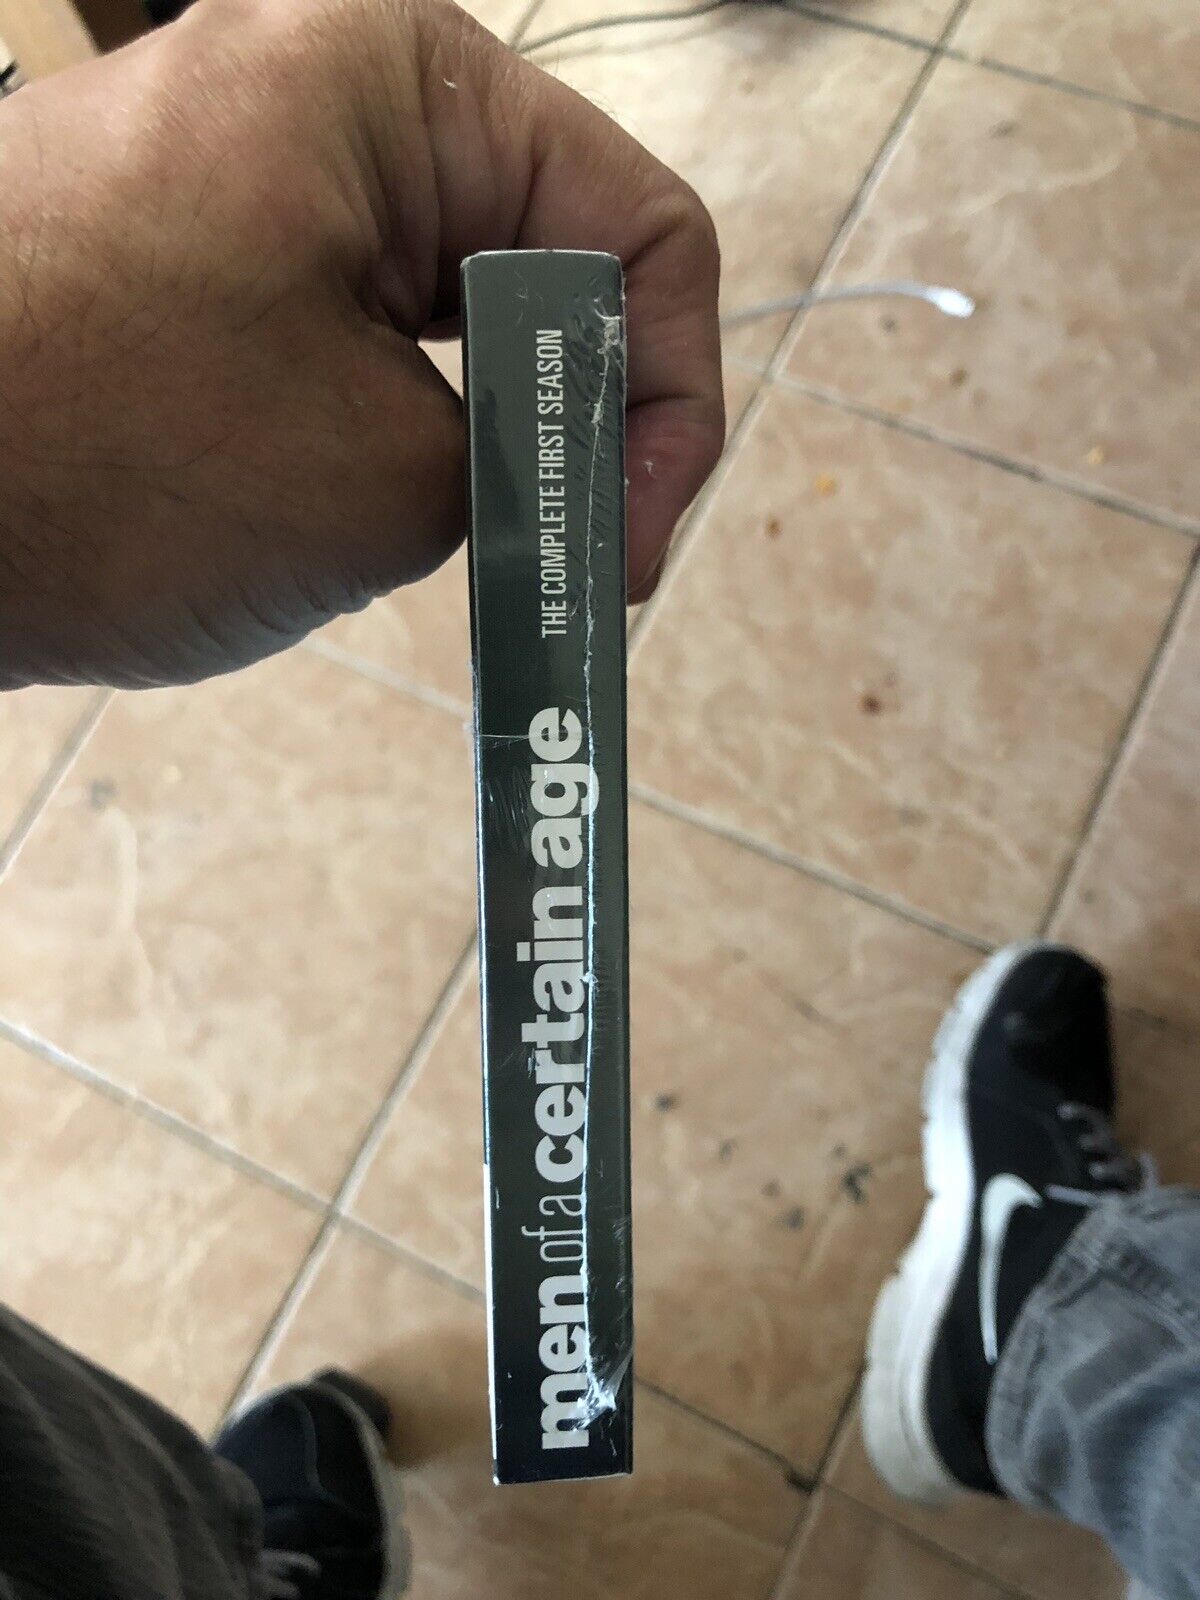 men of a certain age
THE COMPLETE FIRST SEASON